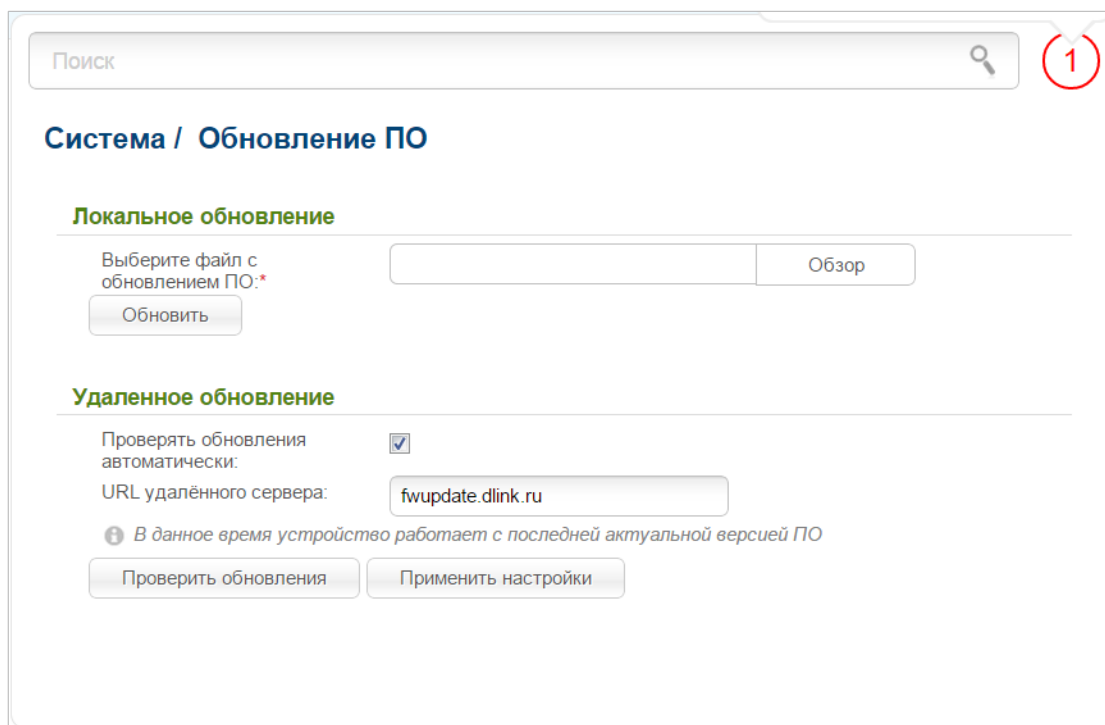 Поиск
1
Система / Обновление ПО
Локальное обновление
Выберите файл с
обновлением ПО:*
Обзор
Обновить
Удаленное обновление
Проверять обновления
автоматически:
URL удалённого сервера:
fwupdate.dlink.ru
В данное время устройство работает с последней актуальной версией ПО
Проверить обновления
Применить настройки